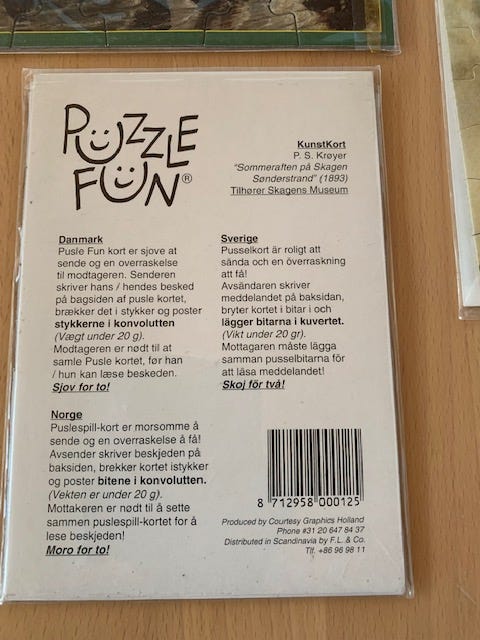 PUZZLE
FUN®
KunstKort
P. S. Krøyer
"Sommeraften på Skagen
Sønderstrand" (1893)
Tilhører Skagens Museum
Danmark
Pusle Fun kort er sjove at
sende og en overraskelse
til modtageren. Senderen
skriver hans / hendes besked
på bagsiden af pusle kortet,
brækker det i stykker og poster
stykkerne i konvolutten
(Vægt under 20 g).
Modtageren er nødt til at
samle Pusle kortet, før han
/ hun kan læse beskeden.
Sjov for to!
Sverige
Pusselkort är roligt att
sända och en överraskning
att få!
Avsändaren skriver
meddelandet på baksidan,
bryter kortet i bitar i och
lägger bitarna i kuvertet.
(Vikt under 20 gr).
Mottagaren måste lägga
samman pusselbitarna för
att läsa meddelandet!
Skoj för två!
Norge
Puslespill-kort er morsomme å
sende og en overraskelse å få!
Avsender skriver beskjeden på
baksiden, brekker kortet istykker
og poster bitene i konvolutten.
(Vekten er under 20 g).
Mottakeren er nødt til å sette
sammen puslespill-kortet for å
lese beskjeden!
Moro for to!
8 712958 000125
Produced by Courtesy Graphics Holland
Phone #31 20 647 84 37
Distributed in Scandinavia by F.L. & Co.
Tlf. +86 96 98 11